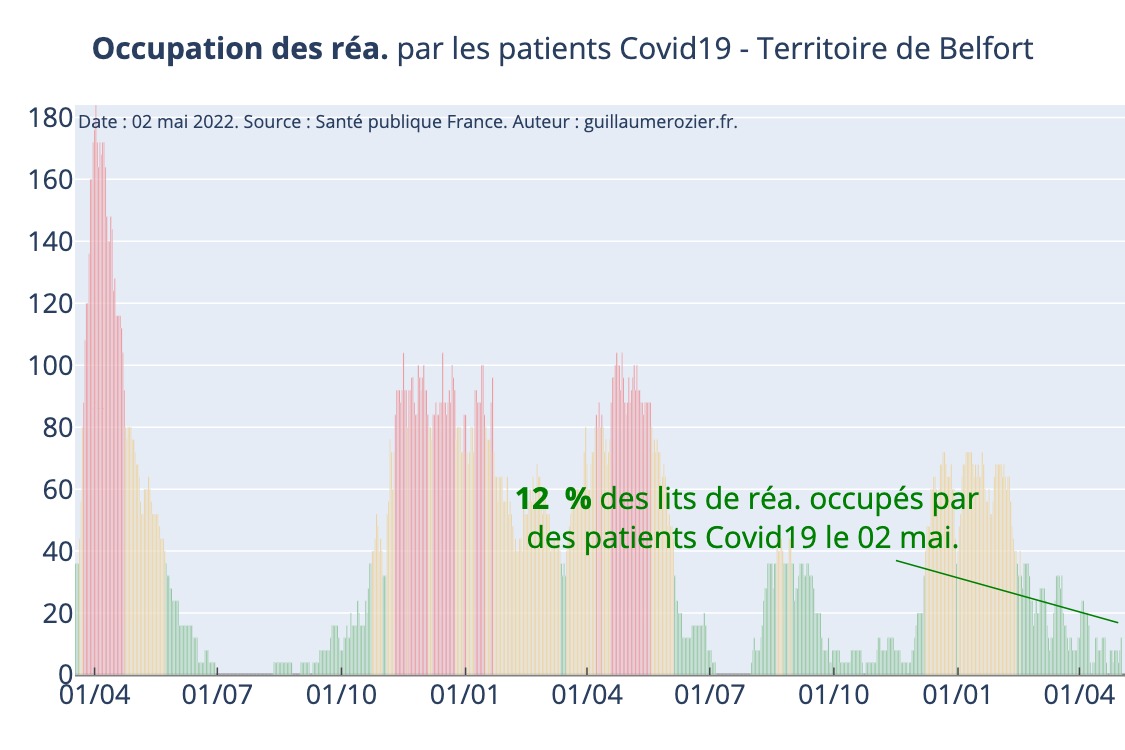 Occupation des réa. par les patients Covid19 - Territoire de Belfort
180
Date : 02 mai 2022. Source : Santé publique France. Auteur : guillaumerozier.fr.
160
140
120
100
80
60
12 % des lits de réa. occupés par
des patients Covid19 le 02 mai.
40
20
0
01/04 01/07 01/10 01/01 01/04 01/07 01/10 01/01 01/04